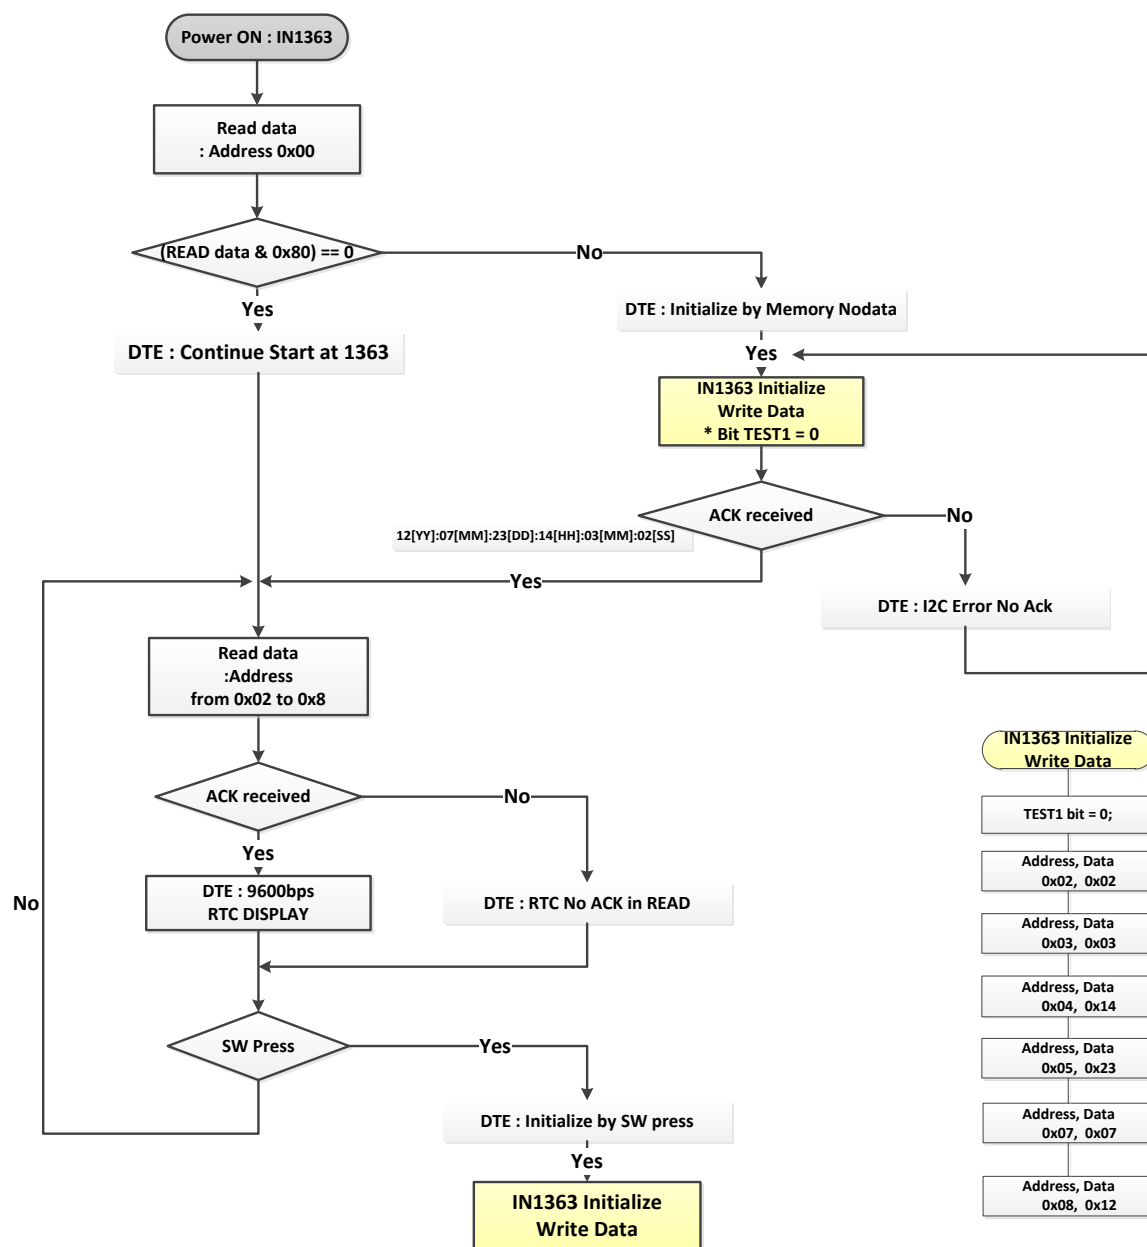 Power ON : IN1363
Read data
: Address 0x00
(READ data & 0x80) == 0
No
Yes
DTE : Initialize by Memory Nodata
DTE : Continue Start at 1363
Yes
IN1363 Initialize
Write Data
* Bit TEST1 = 0
ACK received
No
12[YY]:07[MM]:23[DD]:14[HH]:03[MM]:02[SS]
Yes
DTE : I2C Error No Ack
Read data
:Address
from 0x02 to 0x8
ACK received
No
Yes
DTE : 9600bps
RTC DISPLAY
DTE : RTC No ACK in READ
No
SW Press
Yes
DTE : Initialize by SW press
Yes
IN1363 Initialize
Write Data
IN1363 Initialize
Write Data
TEST1 bit = 0;
Address, Data
0x02, 0x02
Address, Data
0x03, 0x03
Address, Data
0x04, 0x14
Address, Data
0x05, 0x23
Address, Data
0x07, 0x07
Address, Data
0x08, 0x12